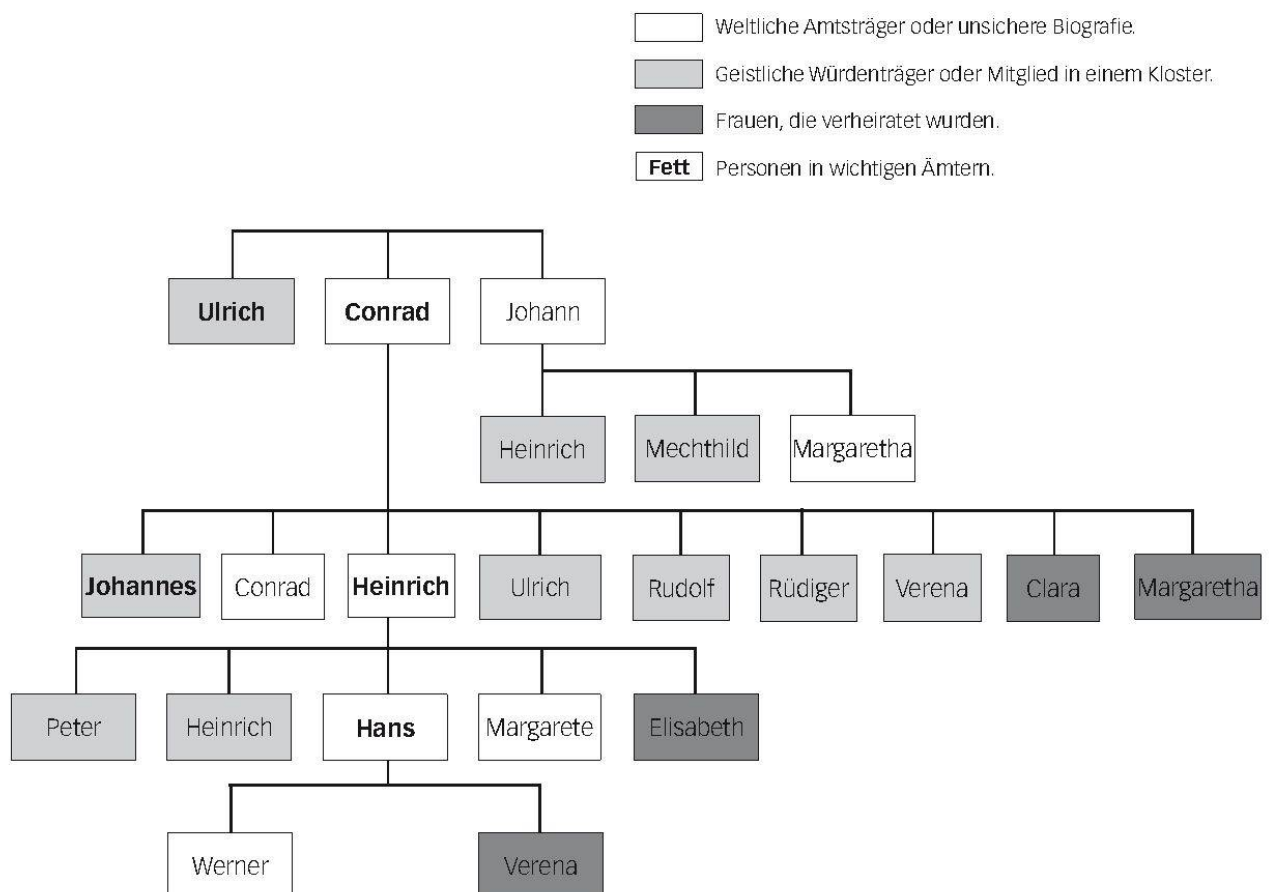 Weltliche Amtsträger oder unsichere Biografie.
Geistliche Würdenträger oder Mitglied in einem Kloster.
Frauen, die verheiratet wurden.
Fett Personen in wichtigen Ämtern.
Ulrich Conrad Johann
Heinrich Mechthild Margaretha
Johannes Conrad Heinrich Ulrich Rudolf Rüdiger Verena Clara Margaretha
Peter Heinrich Hans Margarete Elisabeth
Werner Verena